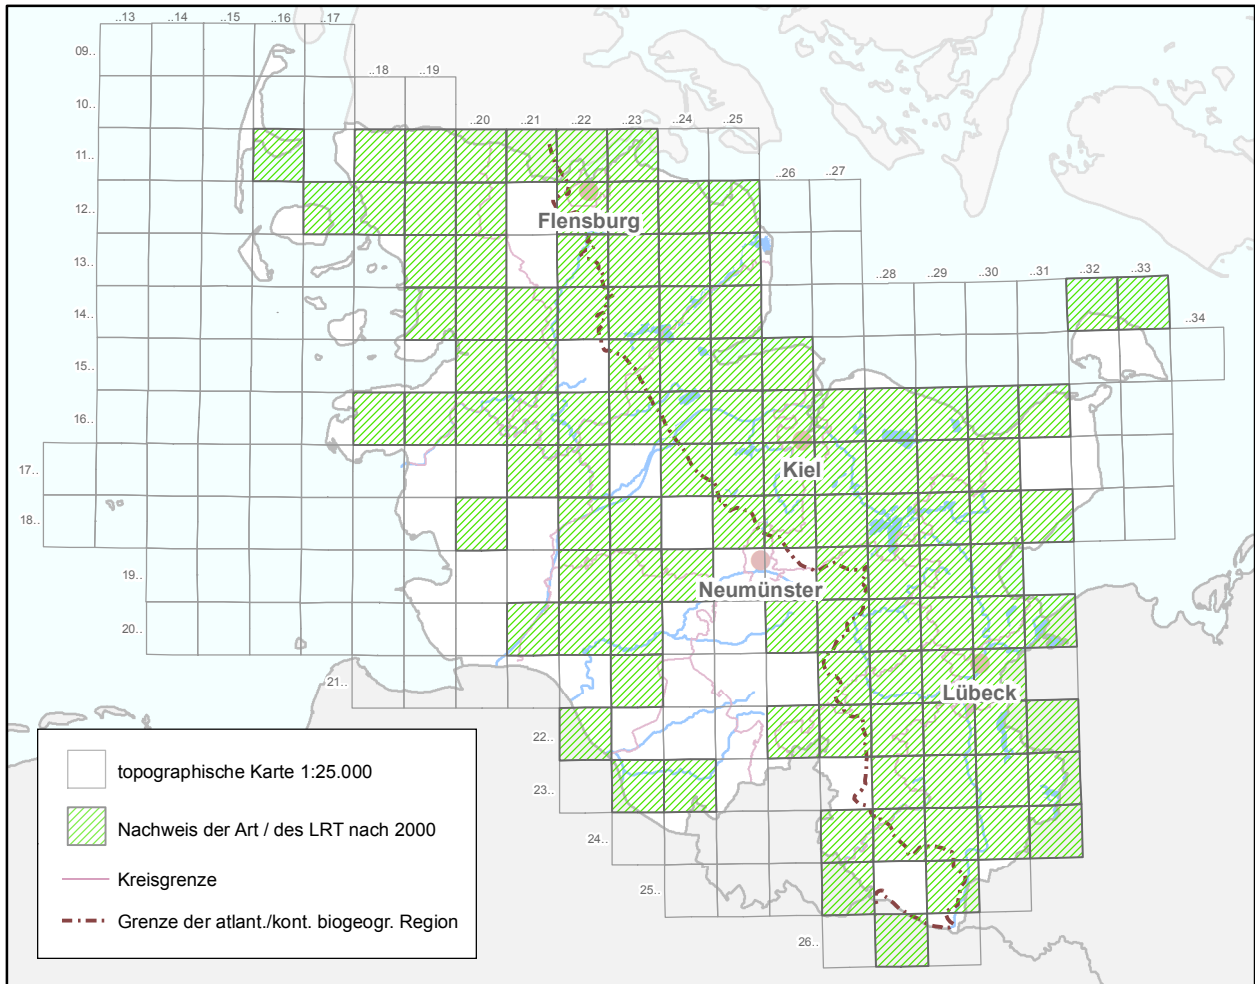 ..13 ..14 ..15 ..16 ..17
09..
..18 ..19
10..
..20 ..21 ..22 ..23 ..24 ..25
11..
..26 ..27
12..
Flensburg
13..
..28 ..29 ..30 ..31 ..32 ..33
14..
..34
15..
16..
17..
Kiel
18..
19..
Neumünster
20..
21..
Lübeck
22..
23..
24..
25..
26..
topographische Karte 1:25.000
Nachweis der Art / des LRT nach 2000
Kreisgrenze
Grenze der atlant./kont. biogeogr. Region